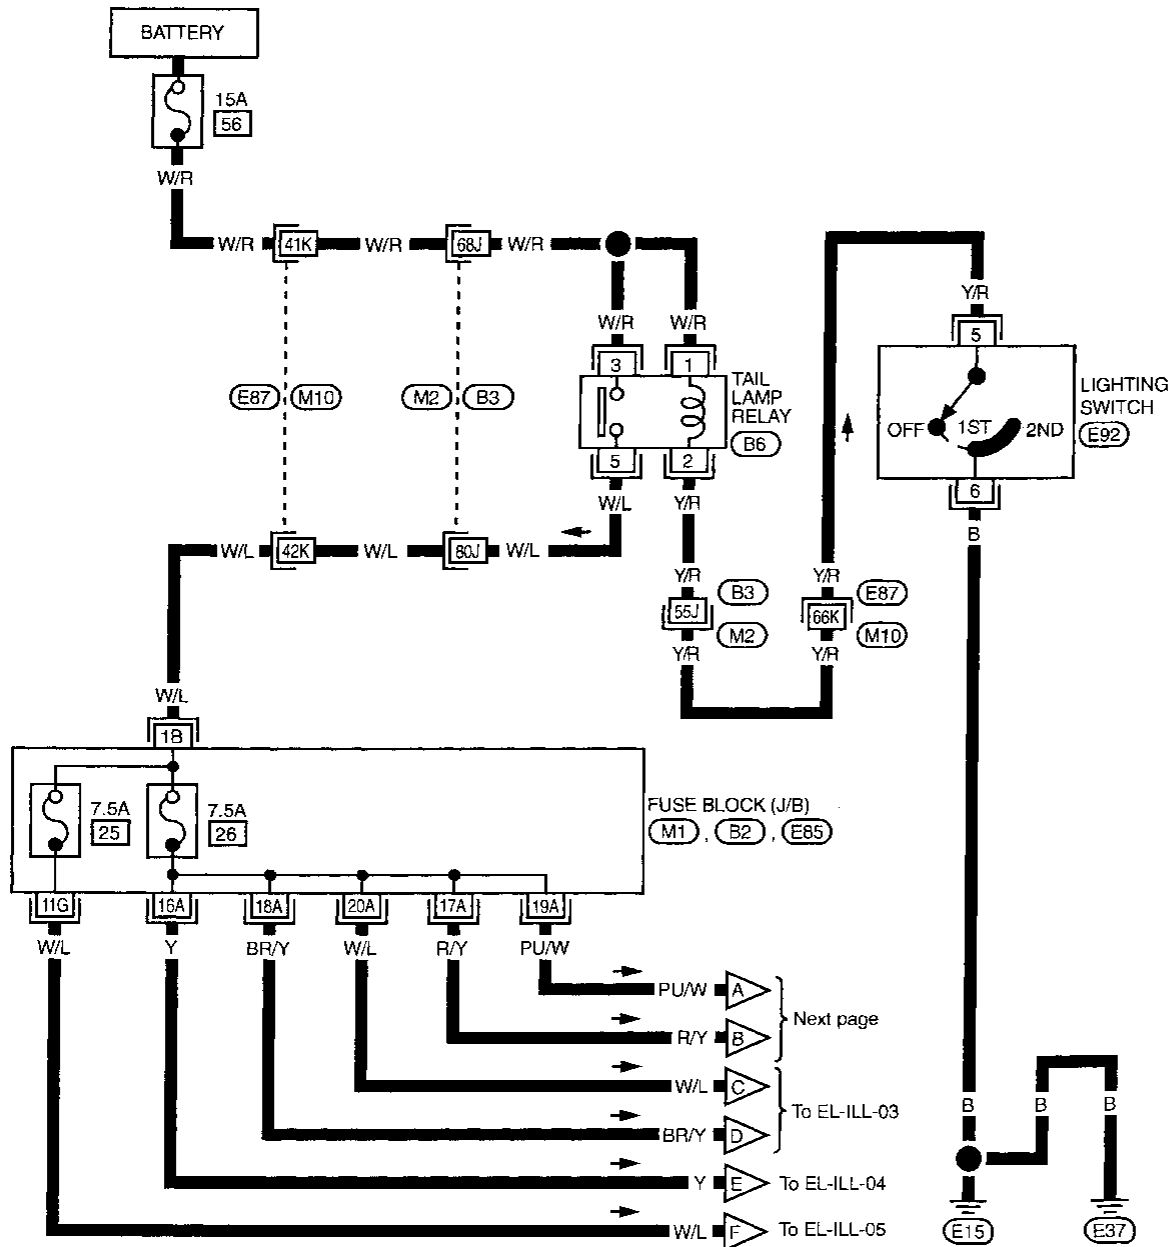 BATTERY
15A
56
W/R
W/R 41K W/R 68J W/R
Y/R
W/R W/R
3 1
5
TAIL
LAMP
RELAY
B6
E87 M10 M2 B3
LIGHTING
SWITCH
E92
OFF 1ST 2ND
5 2
6
W/L Y/R
B
W/L 42K W/L 80J W/L
Y/R Y/R
B3 E87
55J 66K
M2 M10
Y/R Y/R
W/L
1B
7.5A
25
7.5A
26
FUSE BLOCK (J/B)
M1 , B2 , E85
11G 16A 18A 20A 17A 19A
W/L Y BR/Y W/L R/Y PU/W
PU/W A
Next page
R/Y B
W/L C
To EL-ILL-03
BR/Y D
B B B
Y E To EL-ILL-04
W/L F To EL-ILL-05
E15 E37